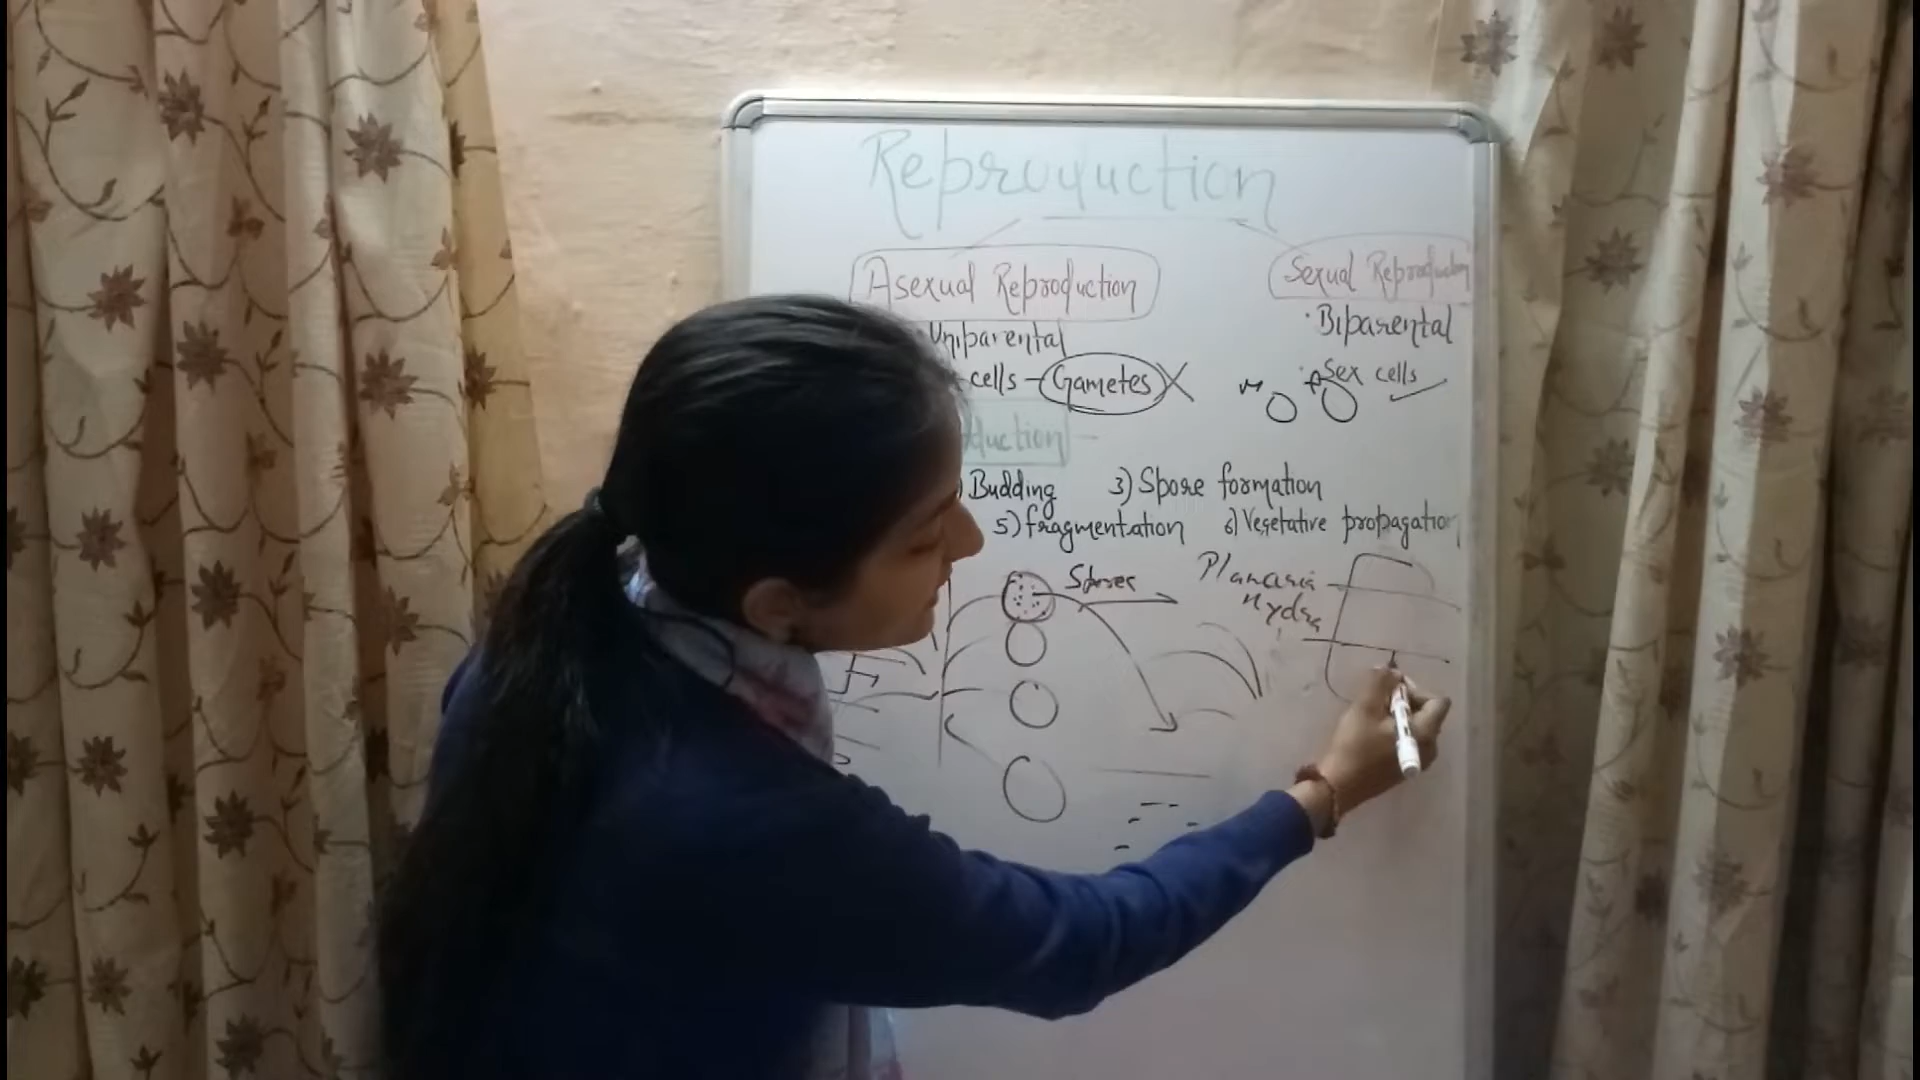 Reproduction
Asexual Reproduction
Sexual Reproduction
Uniparental
· Biparental
cells - Gametes X
Sex cells
duction
Budding 3) Spore formation
5) fragmentation 6) Vegetative propagation
Spores
Planaria
Hydra